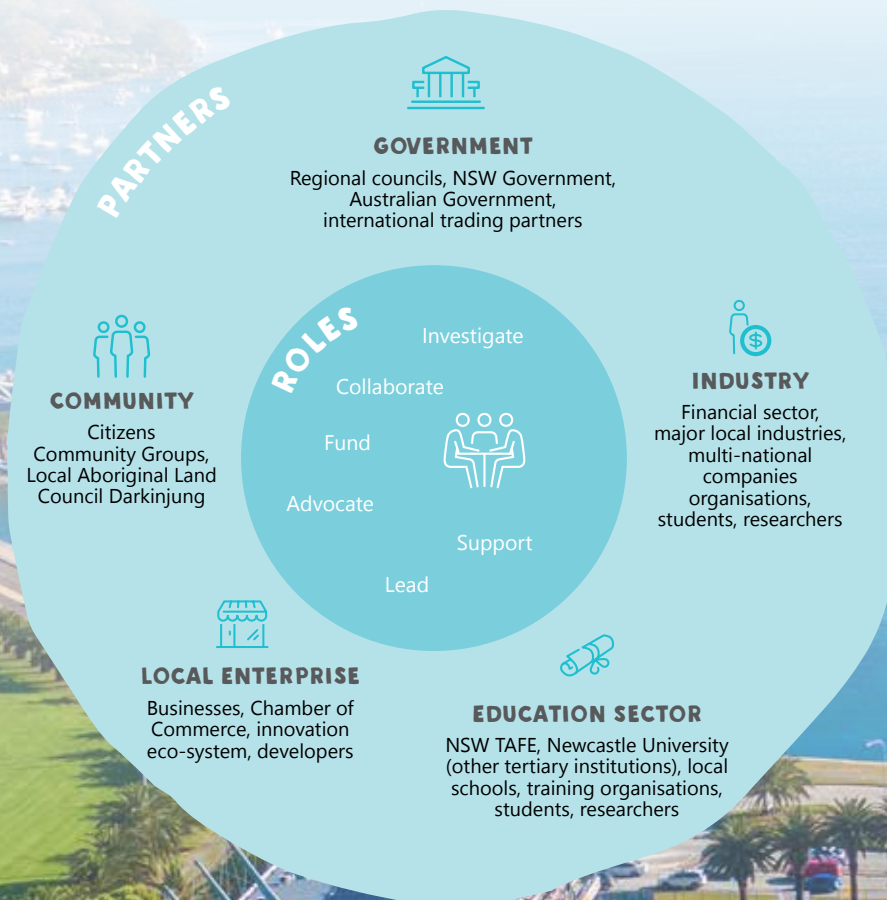 PARTNERS
GOVERNMENT
Regional councils, NSW Government,
Australian Government,
international trading partners
ROLES
Investigate
Collaborate
Fund
Advocate
Support
Lead
COMMUNITY
Citizens
Community Groups,
Local Aboriginal Land
Council Darkinjung
INDUSTRY
Financial sector,
major local industries,
multi-national
companies
organisations,
students, researchers
LOCAL ENTERPRISE
Businesses, Chamber of
Commerce, innovation
eco-system, developers
EDUCATION SECTOR
NSW TAFE, Newcastle University
(other tertiary institutions), local
schools, training organisations,
students, researchers